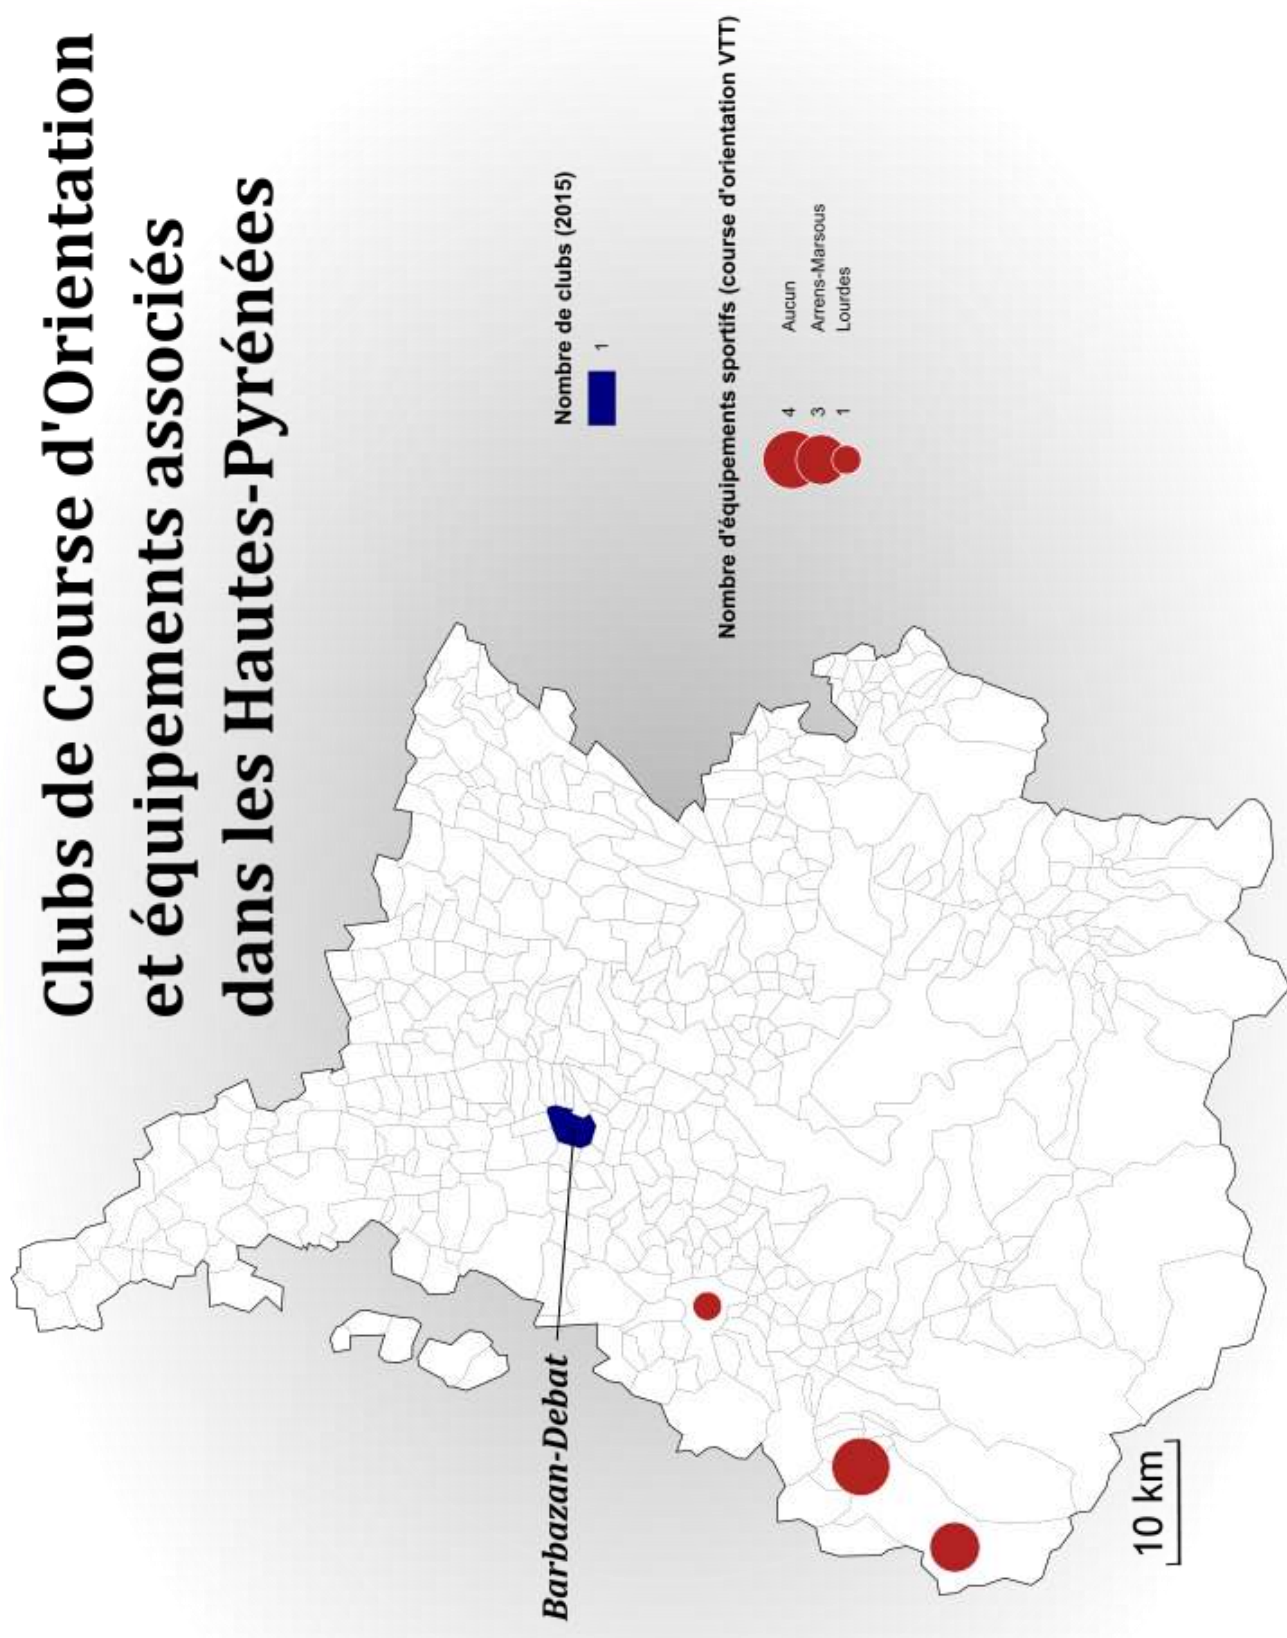 Clubs de Course d'Orientation
et équipements associés
dans les Hautes-Pyrénées
Nombre de clubs (2015)
1
Nombre d'équipements sportifs (course d'orientation VTT)
4 Aucun
3 Arrens-Marsous
1 Lourdes
Barbazan-Debat
10 km